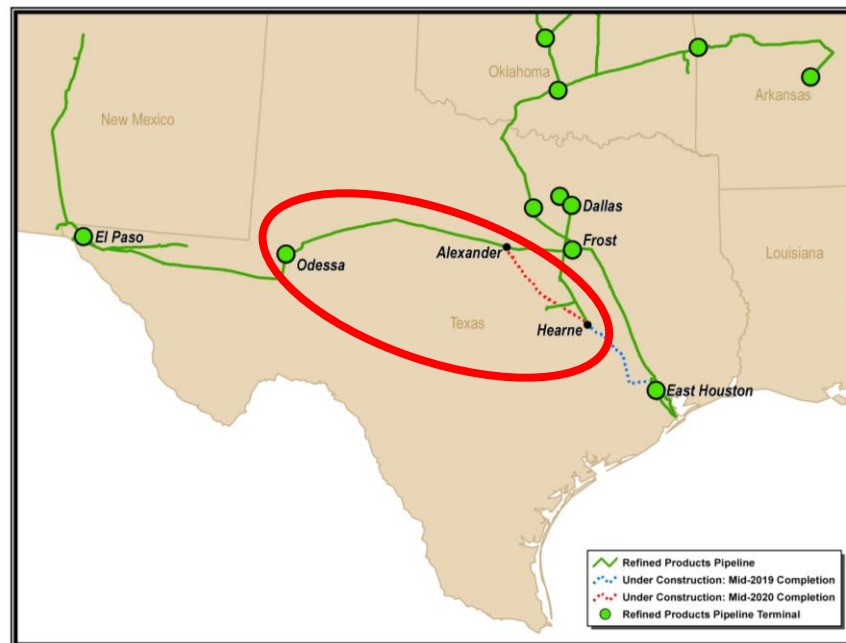 Oklahoma
Arkansas
New Mexico
Dallas
El Paso
Frost
Alexander
Odessa
Louisiana
Texas
Hearne
East Houston
Refined Products Pipeline
Under Construction: Mid-2019 Completion
Under Construction: Mid-2020 Completion
Refined Products Pipeline Terminal